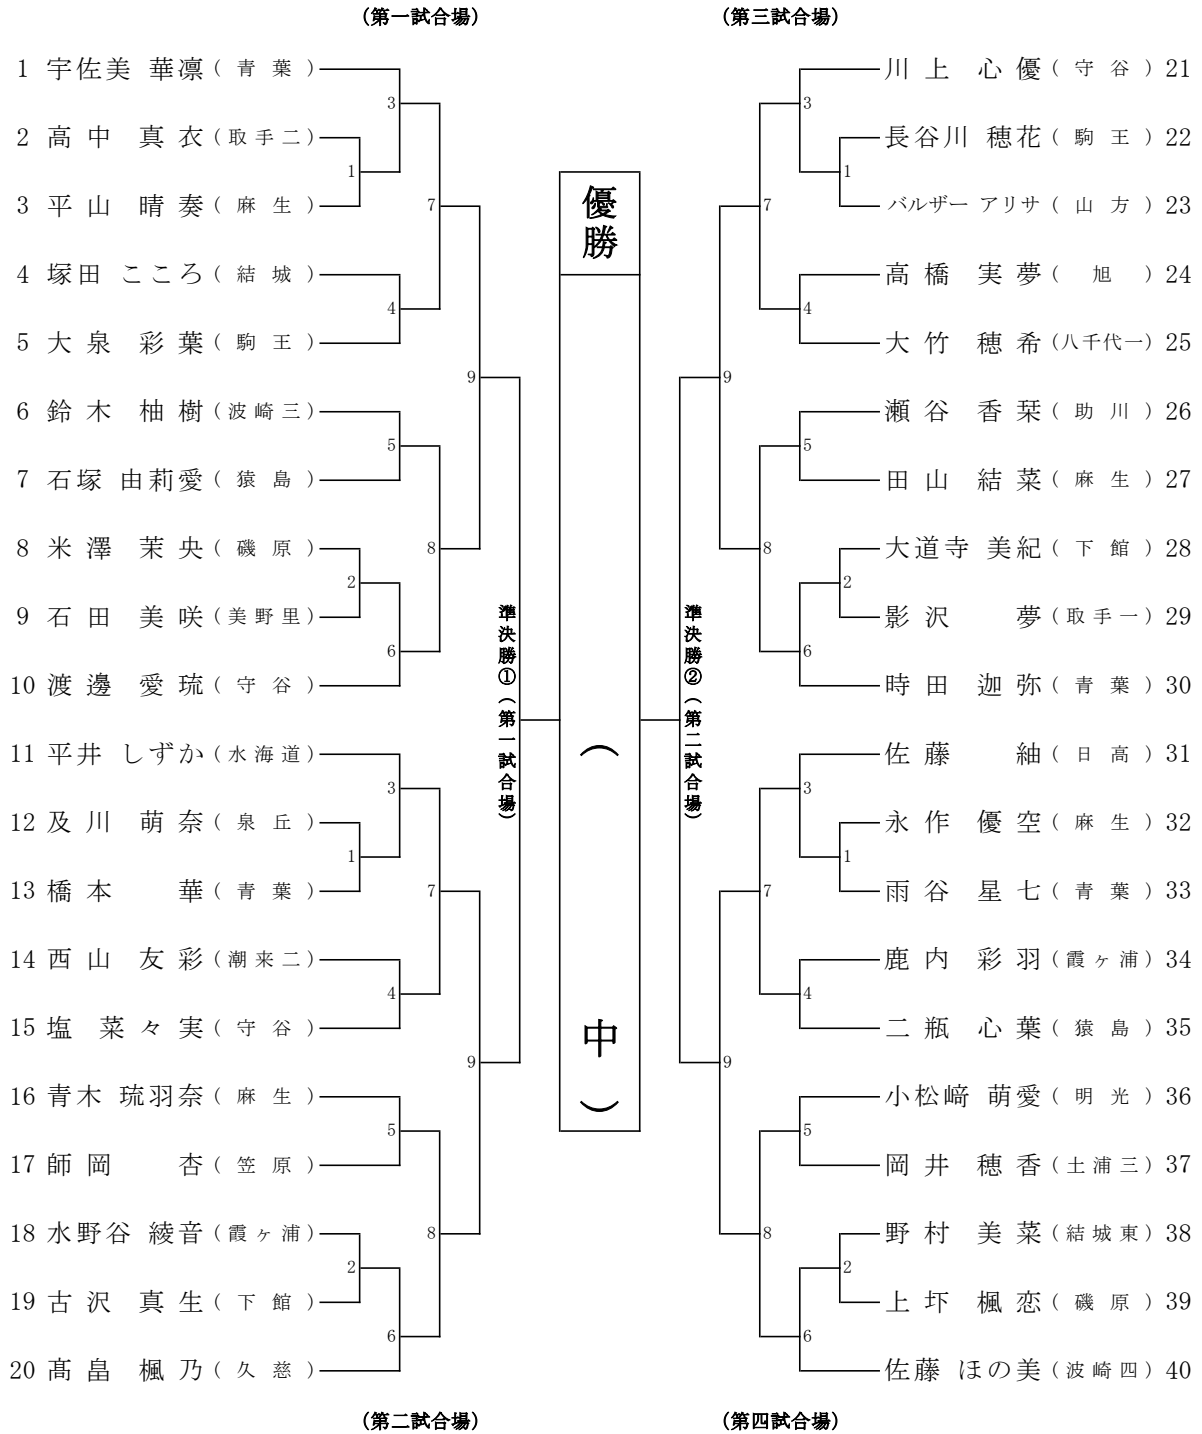 (第一試合場)
1 宇佐美 華凛 ( 青 葉 )
2 高 中 真 衣 ( 取 手 二 )
3 平 山 晴 奏 ( 麻 生 )
4 塚田 こころ ( 結 城 )
5 大 泉 彩 葉 ( 駒 王 )
6 鈴 木 柚 樹 ( 波 崎 三 )
7 石塚 由莉愛 ( 猿 島 )
8 米 澤 茉 央 ( 磯 原 )
9 石 田 美 咲 ( 美 野 里 )
10 渡 邊 愛 琉 ( 守 谷 )
3
1
7
4
9
5
8
2
6
11 平井 しずか ( 水 海 道 )
12 及 川 萌 奈 ( 泉 丘 )
13 橋 本 華 ( 青 葉 )
14 西 山 友 彩 ( 潮 来 二 )
15 塩 菜 々 実 ( 守 谷 )
16 青木 琉羽奈 ( 麻 生 )
17 師 岡 杏 ( 笠 原 )
18 水野谷 綾音 ( 霞 ヶ 浦 )
19 古 沢 真 生 ( 下 館 )
20 髙 畠 楓 乃 ( 久 慈 )
3
1
7
4
9
5
8
2
6
(第二試合場)
準決勝①(第一試合場)
優勝
( 中 )
準決勝②(第二試合場)
(第三試合場)
川 上 心 優 ( 守 谷 ) 21
長谷川 穂花 ( 駒 王 ) 22
バルザー アリサ ( 山 方 ) 23
高 橋 実 夢 ( 旭 ) 24
大 竹 穂 希 (八千代一) 25
瀬 谷 香 栞 ( 助 川 ) 26
田 山 結 菜 ( 麻 生 ) 27
大道寺 美紀 ( 下 館 ) 28
影 沢 夢 ( 取 手 一 ) 29
時 田 迦 弥 ( 青 葉 ) 30
3
1
7
4
9
5
8
2
6
佐 藤 紬 ( 日 高 ) 31
永 作 優 空 ( 麻 生 ) 32
雨 谷 星 七 ( 青 葉 ) 33
鹿 内 彩 羽 ( 霞 ヶ 浦 ) 34
二 瓶 心 葉 ( 猿 島 ) 35
小松﨑 萌愛 ( 明 光 ) 36
岡 井 穂 香 ( 土 浦 三 ) 37
野 村 美 菜 ( 結 城 東 ) 38
上 圷 楓 恋 ( 磯 原 ) 39
佐藤 ほの美 ( 波 崎 四 ) 40
3
1
7
4
9
5
8
2
6
(第四試合場)